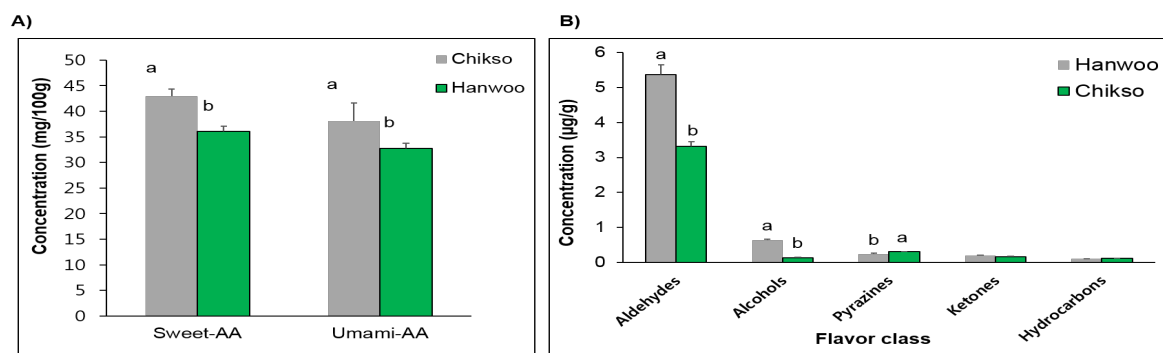 A)
Concentration (mg/100g)
50
45
40
35
30
25
20
15
10
5
0
a
b
a
b
Chikso
Hanwoo
Sweet-AA
Umami-AA
B)
Concentration (µg/g)
6
5
4
3
2
1
0
a
b
a
b
b
a
Hanwoo
Chikso
Aldehydes
Alcohols
Pyrazines
Ketones
Hydrocarbons
Flavor class